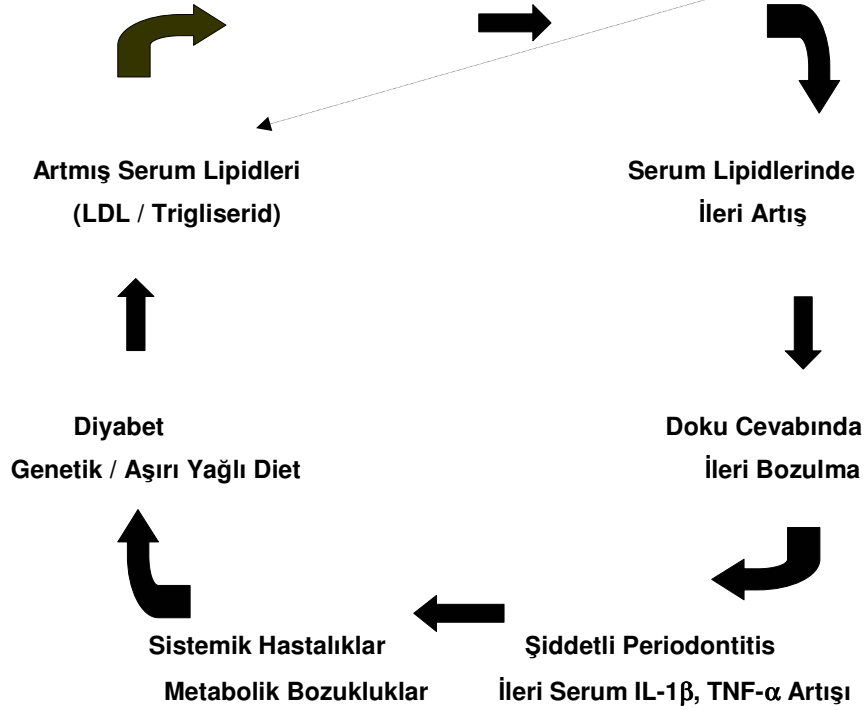 Artmış Serum Lipidleri
(LDL / Trigliserid)
Serum Lipidlerinde
İleri Artış
Diyabet
Genetik / Aşırı Yağlı Diet
Doku Cevabında
İleri Bozulma
Sistemik Hastalıklar
Metabolik Bozukluklar
Şiddetli Periodontitis
İleri Serum IL-1β, TNF-α Artışı